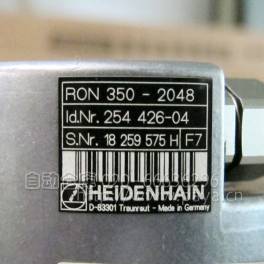 RON 350 - 2048
Id.Nr. 254 426-04
S.Nr. 18 259 575 H F7
HEIDENHAIN
D-83301 Traunreut - Made in Germany